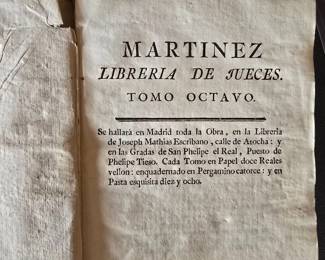 MARTINEZ
LIBRERIA DE JUECES.
TOMO OCTAVO.
Se hallará en Madrid toda la Obra, en la Librerla
de Joseph Mathias Escribano, calle de Atocha: y
en las Gradas de San Phelipe el Real, Puesto de
Phelipe Tieso. Cada Tomo en Papel doce Reales
vellon: enquadernado en Pergamino catorce: y en
Pasta esquisita diez y ocho.